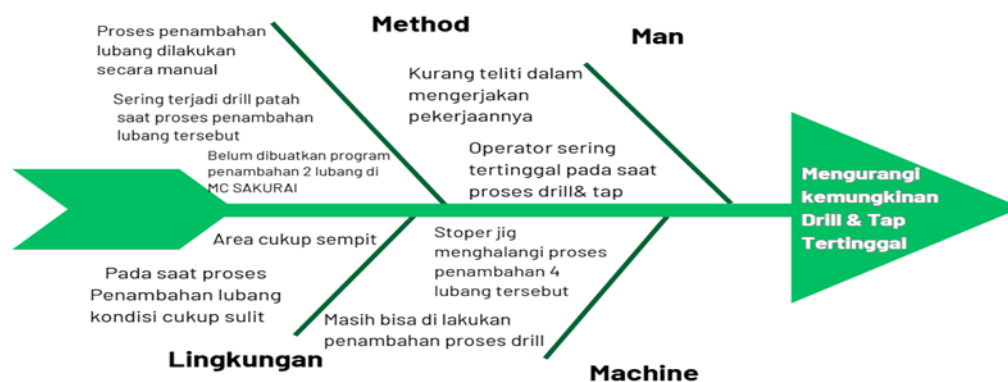 Method
Proses penambahan
lubang dilakukan
secara manual
Sering terjadi drill patah
saat proses penambahan
lubang tersebut
Belum dibuatkan program
penambahan 2 lubang di
MC SAKURAI
Man
Kurang teliti dalam
mengerjakan
pekerjaannya
Operator sering
tertinggal pada saat
proses drill& tap
Mengurangi
kemungkinan
Drill & Tap
Tertinggal
Area cukup sempit
Pada saat proses
Penambahan lubang
kondisi cukup sulit
Lingkungan
Stoper jig
menghalangi proses
penambahan 4
lubang tersebut
Masih bisa di lakukan
penambahan proses drill
Machine